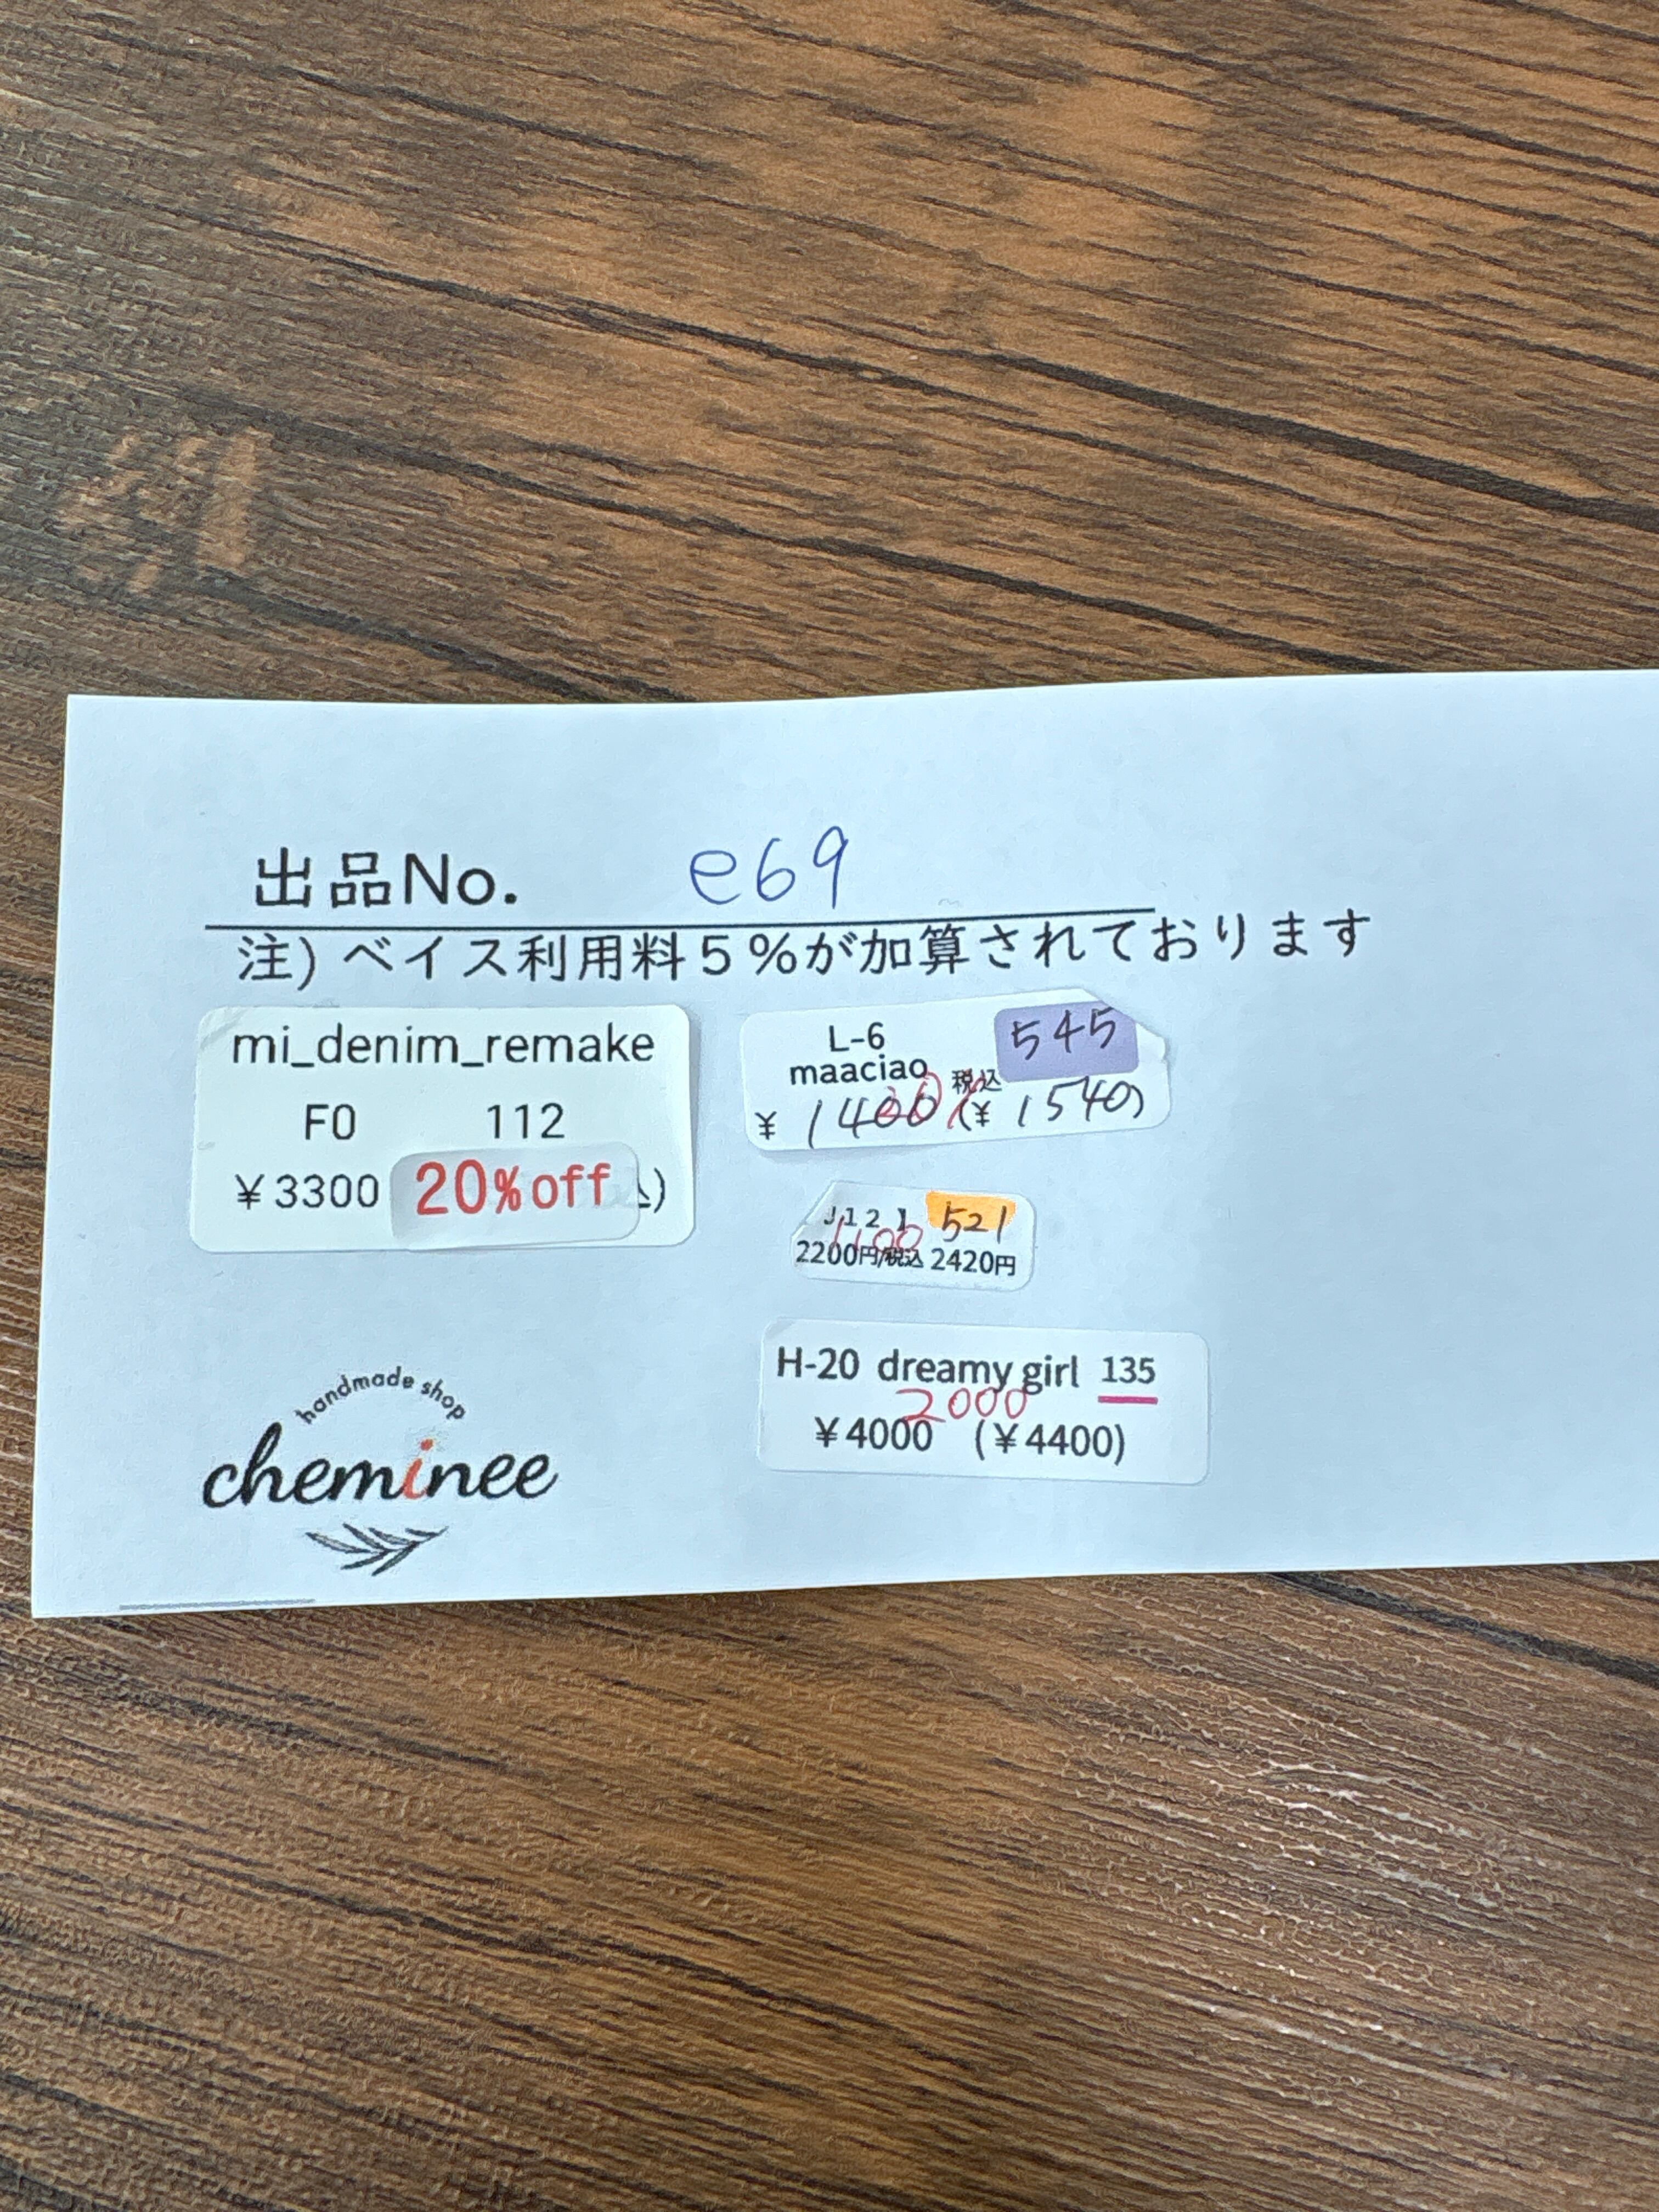 出品No. e69
注) ベイス利用料5%が加算されております
mi_denim_remake
F0 112
¥3300 20%off
L-6 545
maaciao 税込
¥ 1400 (¥ 1540)
J12 521
1100
2200円/税込 2420円
H-20 dreamy girl 135
2000
¥4000 (¥4400)
handmade shop
cheminee